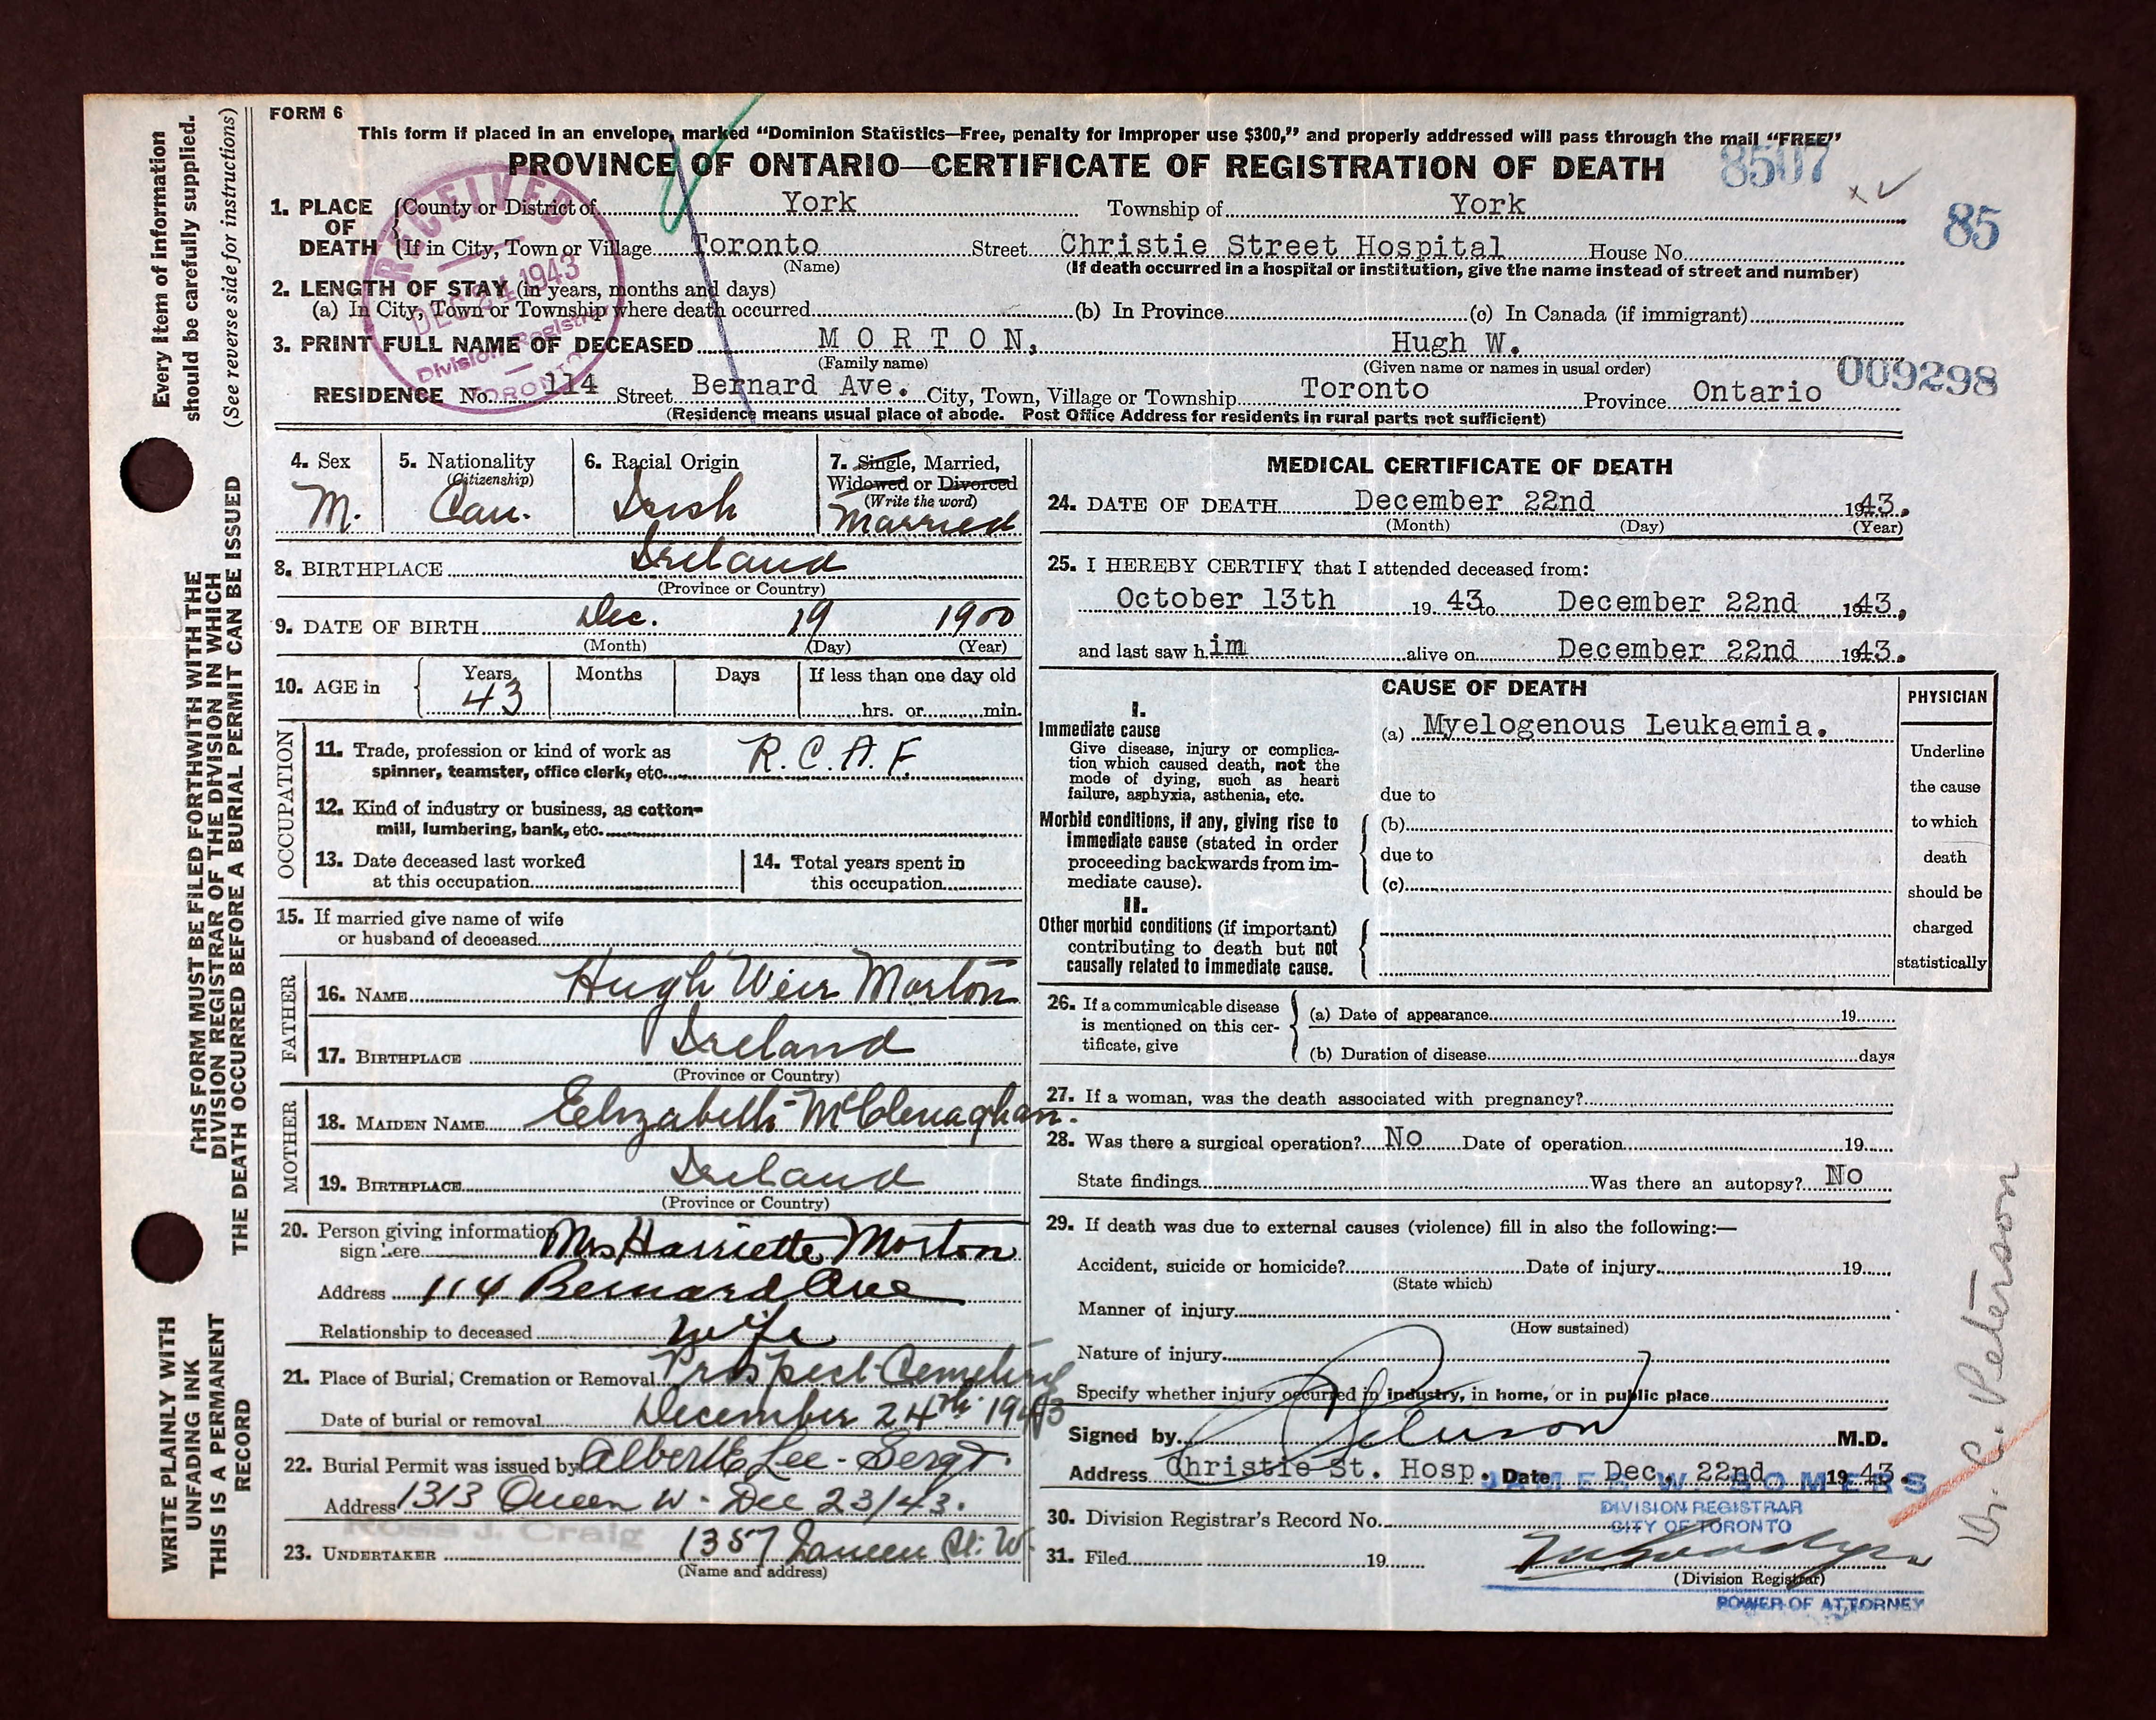 FORM 6
This form if placed in an envelope, marked “Dominion Statistics—Free, penalty for improper use $300,” and properly addressed will pass through the mail “FREE”
PROVINCE OF ONTARIO—CERTIFICATE OF REGISTRATION OF DEATH
8507
85
009298
RECEIVED
DEC 24 1943
Division Registrar
TORONTO
1. PLACE OF DEATH County or District of York Township of York
If in City, Town or Village Toronto Street Christie Street Hospital House No.
(Name) (If death occurred in a hospital or institution, give the name instead of street and number)
2. LENGTH OF STAY (in years, months and days)
(a) In City, Town or Township where death occurred (b) In Province (c) In Canada (if immigrant)
3. PRINT FULL NAME OF DECEASED MORTON, Hugh W.
(Family name) (Given name or names in usual order)
RESIDENCE No. 114 Street Bernard Ave. City, Town, Village or Township Toronto Province Ontario
(Residence means usual place of abode. Post Office Address for residents in rural parts not sufficient)
4. Sex
M.
5. Nationality
(Citizenship)
Can.
6. Racial Origin
Irish
7. Single, Married,
Widowed or Divorced
(Write the word)
Married
8. BIRTHPLACE Ireland
(Province or Country)
9. DATE OF BIRTH Dec. 19 1900
(Month) (Day) (Year)
10. AGE in Years Months Days If less than one day old
43 hrs. or min.
OCCUPATION
11. Trade, profession or kind of work as
spinner, teamster, office clerk, etc. R.C.A.F.
12. Kind of industry or business, as cotton-
mill, lumbering, bank, etc.
13. Date deceased last worked
at this occupation
14. Total years spent in
this occupation
15. If married give name of wife
or husband of deceased
FATHER
16. NAME Hugh Weir Morton
17. BIRTHPLACE Ireland
(Province or Country)
MOTHER
18. MAIDEN NAME Elizabeth McClenaghan.
19. BIRTHPLACE Ireland
(Province or Country)
20. Person giving information
sign here Mrs Harriette Morton
Address 114 Bernard Ave
Relationship to deceased wife
21. Place of Burial, Cremation or Removal Prospect Cemetery
Date of burial or removal December 24th 1943
22. Burial Permit was issued by Albert E Lee - Sergt.
Address 1313 Queen W - Dec 23/43.
Ross J. Craig
23. UNDERTAKER 1357 Queen St. W.
(Name and address)
MEDICAL CERTIFICATE OF DEATH
24. DATE OF DEATH December 22nd 1943.
(Month) (Day) (Year)
25. I HEREBY CERTIFY that I attended deceased from:
October 13th 1943 to December 22nd 1943.
and last saw him alive on December 22nd 1943.
CAUSE OF DEATH
I.
Immediate cause
Give disease, injury or complica-
tion which caused death, not the
mode of dying, such as heart
failure, asphyxia, asthenia, etc.
(a) Myelogenous Leukaemia.
due to
Morbid conditions, if any, giving rise to
immediate cause (stated in order
proceeding backwards from im-
mediate cause).
(b)
due to
(c)
II.
Other morbid conditions (if important)
contributing to death but not
causally related to immediate cause.
PHYSICIAN
Underline
the cause
to which
death
should be
charged
statistically
26. If a communicable disease
is mentioned on this cer-
tificate, give
(a) Date of appearance 19
(b) Duration of disease days
27. If a woman, was the death associated with pregnancy?
28. Was there a surgical operation? No Date of operation 19
State findings Was there an autopsy? No
29. If death was due to external causes (violence) fill in also the following:—
Accident, suicide or homicide? Date of injury 19
(State which)
Manner of injury
(How sustained)
Nature of injury
Specify whether injury occurred in industry, in home, or in public place
Signed by M.D.
Address Christie St. Hosp. Date Dec. 22nd 1943.
JAMES W. SOMERS
DIVISION REGISTRAR
CITY OF TORONTO
30. Division Registrar's Record No.
31. Filed 19
(Division Registrar)
POWER OF ATTORNEY
Dr. C. Peterson
Every item of information
should be carefully supplied.
(See reverse side for instructions)
THIS FORM MUST BE FILED FORTHWITH WITH THE
DIVISION REGISTRAR OF THE DIVISION IN WHICH
THE DEATH OCCURRED BEFORE A BURIAL PERMIT CAN BE ISSUED
WRITE PLAINLY WITH
UNFADING INK
THIS IS A PERMANENT
RECORD